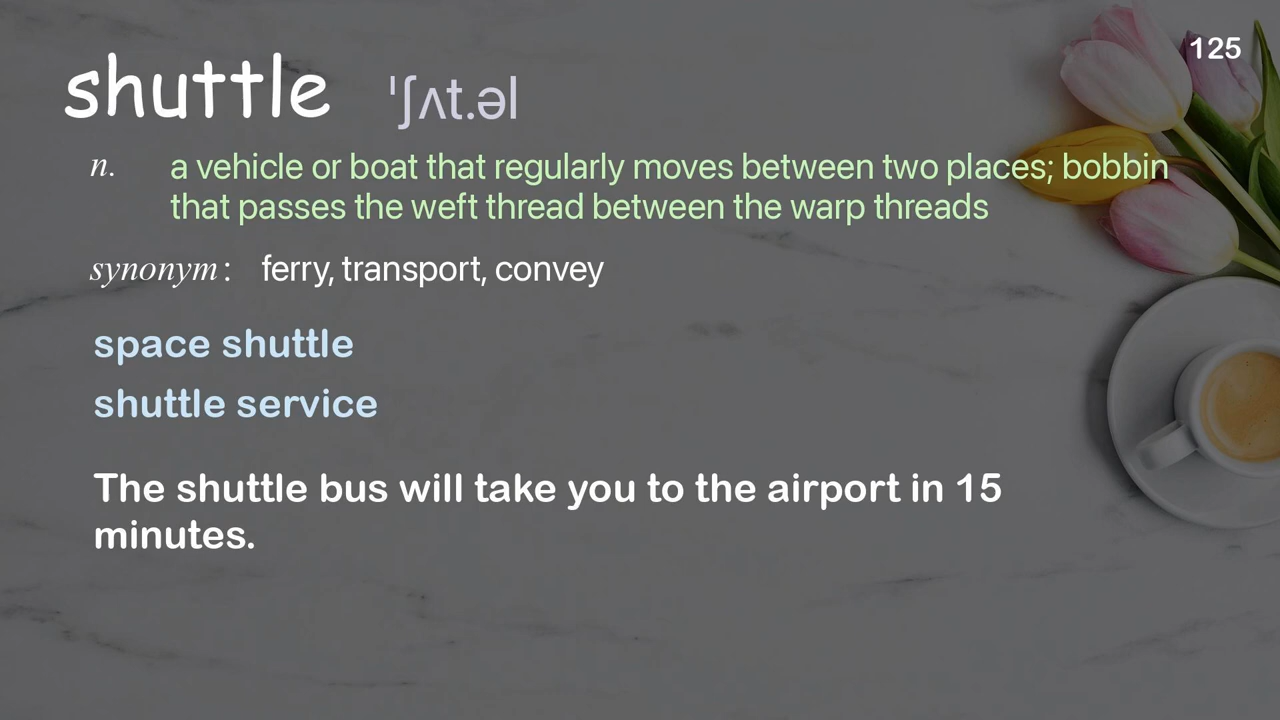 125
shuttle ˈʃʌt.əl
n. a vehicle or boat that regularly moves between two places; bobbin
that passes the weft thread between the warp threads
synonym: ferry, transport, convey
space shuttle
shuttle service
The shuttle bus will take you to the airport in 15
minutes.